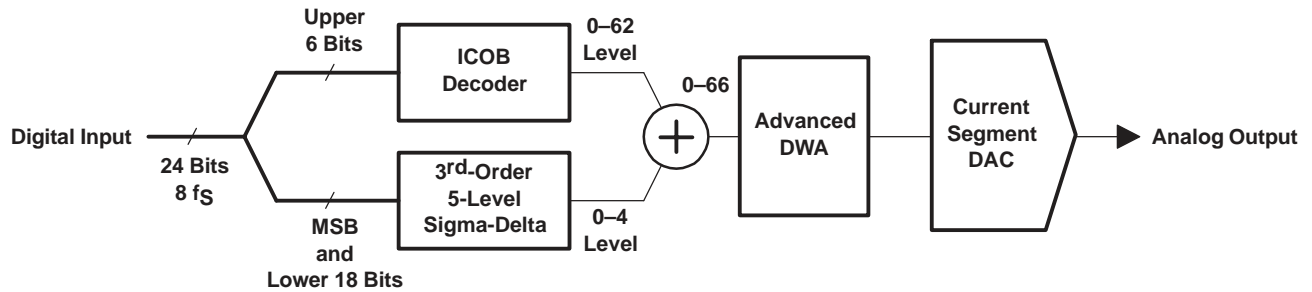 Upper
6 Bits
ICOB
Decoder
0–62
Level
0–66
Digital Input
24 Bits
8 fS
Advanced
DWA
Current
Segment
DAC
Analog Output
3rd-Order
5-Level
Sigma-Delta
0–4
Level
MSB
and
Lower 18 Bits